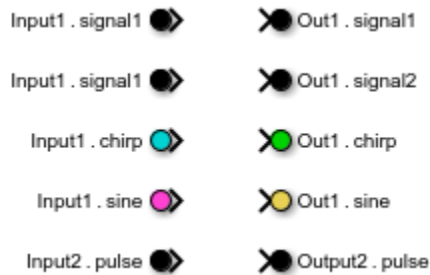 Input1 . signal1
Out1 . signal1
Input1 . signal1
Out1 . signal2
Input1 . chirp
Out1 . chirp
Input1 . sine
Out1 . sine
Input2 . pulse
Output2 . pulse